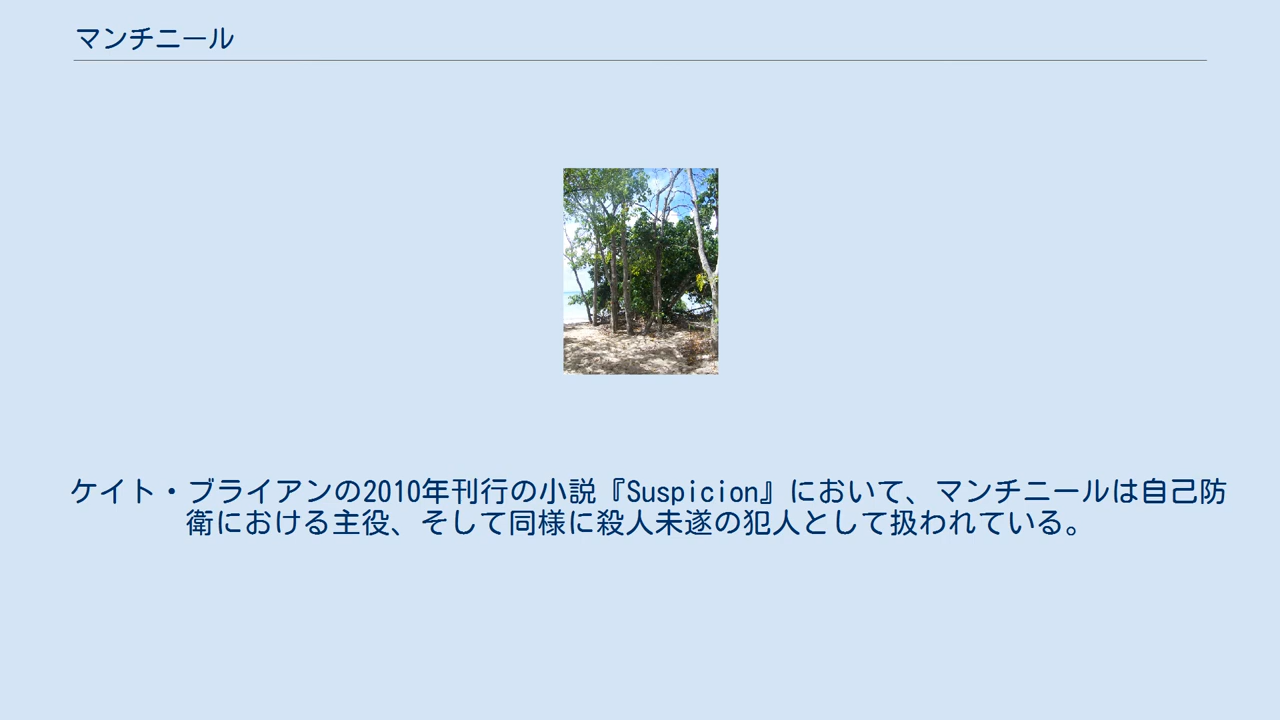 マンチニール
ケイト・ブライアンの2010年刊行の小説『Suspicion』において、マンチニールは自己防
衛における主役、そして同様に殺人未遂の犯人として扱われている。